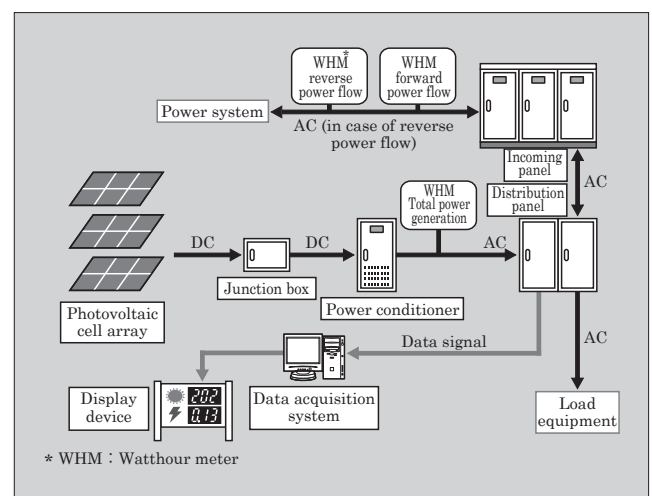 WHM*
reverse
power flow
WHM
forward
power flow
Power system
AC (in case of reverse
power flow)
Incoming
panel
AC
Distribution
panel
WHM
Total power
generation
DC
DC
AC
Junction box
Power conditioner
Photovoltaic
cell array
Data signal
AC
Display
device
202
0.13
Data acquisition
system
Load
equipment
* WHM : Watthour meter